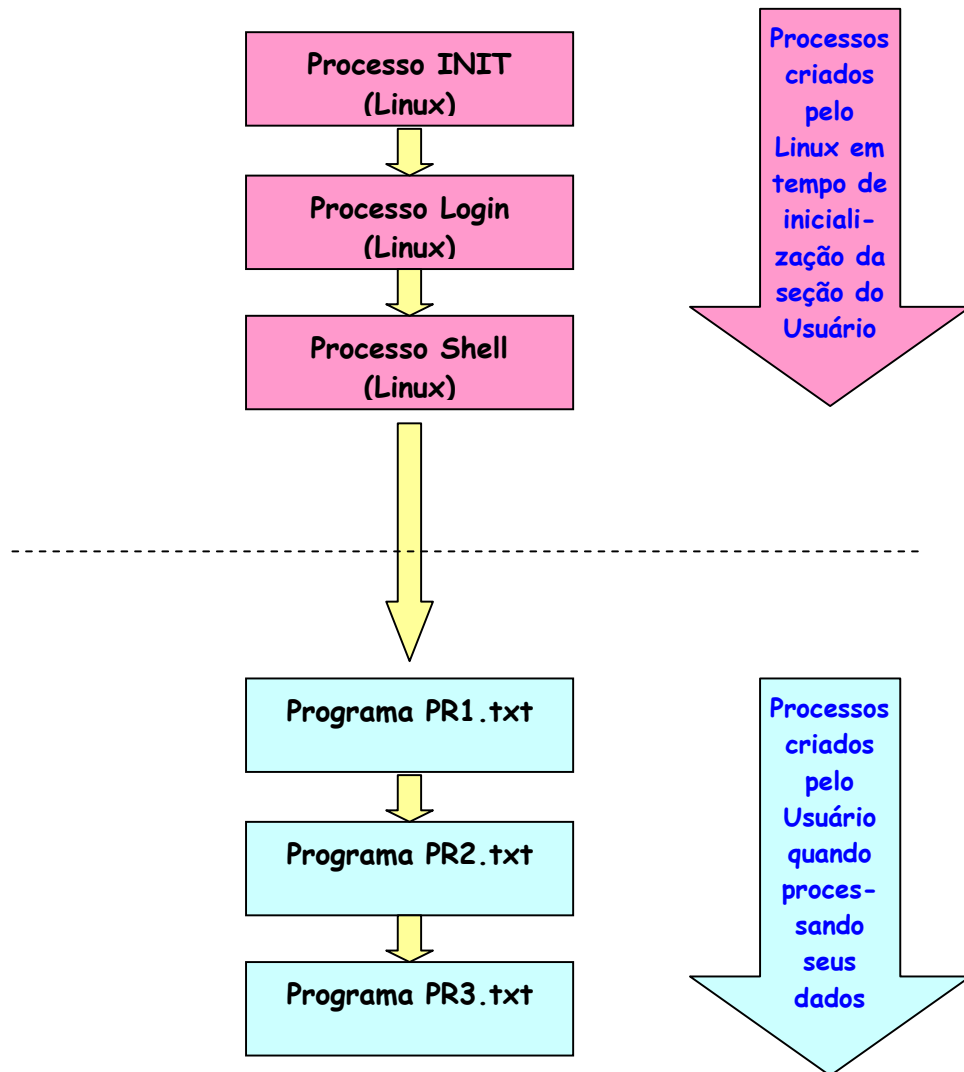 Processo INIT
(Linux)
Processo Login
(Linux)
Processo Shell
(Linux)
Processos
criados
pelo
Linux em
tempo de
iniciali-
zação da
seção do
Usuário
Programa PR1.txt
Programa PR2.txt
Programa PR3.txt
Processos
criados
pelo
Usuário
quando
proces-
sando
seus
dados